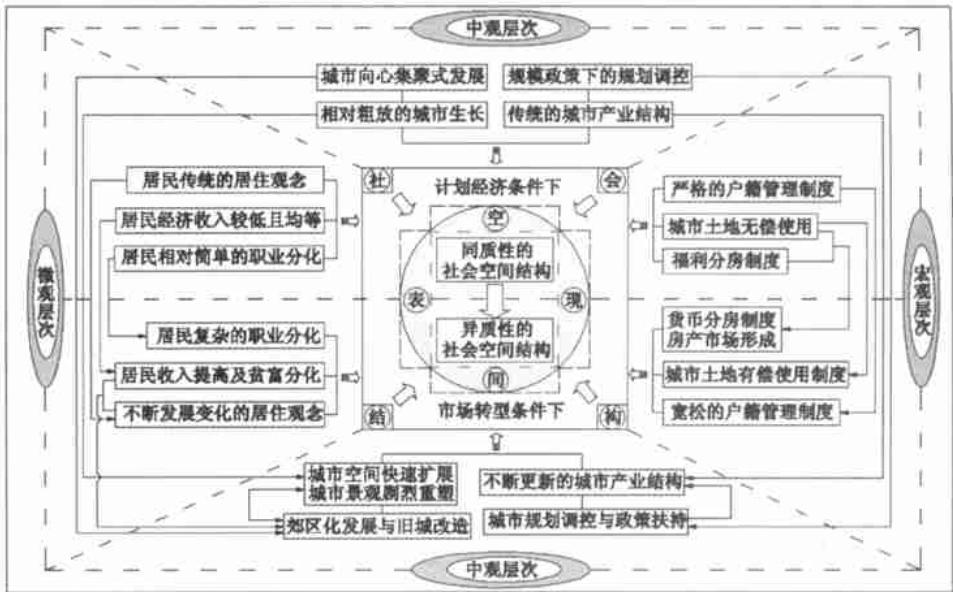 中观层次
城市向心集聚式发展
规模政策下的规划调控
相对粗放的城市生长
传统的城市产业结构
社
会
计划经济条件下
居民传统的居住观念
居民经济收入较低且均等
居民相对简单的职业分化
严格的户籍管理制度
城市土地无偿使用
福利分房制度
空
同质性的
社会空间结构
微观层次
表
现
宏观层次
异质性的
社会空间结构
间
居民复杂的职业分化
居民收入提高及贫富分化
不断发展变化的居住观念
货币分房制度
房产市场形成
城市土地有偿使用制度
宽松的户籍管理制度
市场转型条件下
结
构
城市空间快速扩展
城市景观剧烈重塑
不断更新的城市产业结构
郊区化发展与旧城改造
城市规划调控与政策扶持
中观层次